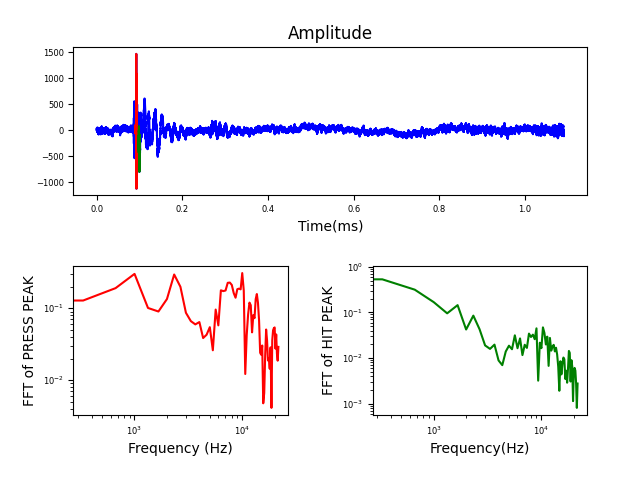 Amplitude
1500
1000
500
0
−500
−1000
0.0 0.2 0.4 0.6 0.8 1.0
Time(ms)
FFT of PRESS PEAK
10⁻¹
10⁻²
10³ 10⁴
Frequency (Hz)
FFT of HIT PEAK
10⁰
10⁻¹
10⁻²
10⁻³
10³ 10⁴
Frequency(Hz)